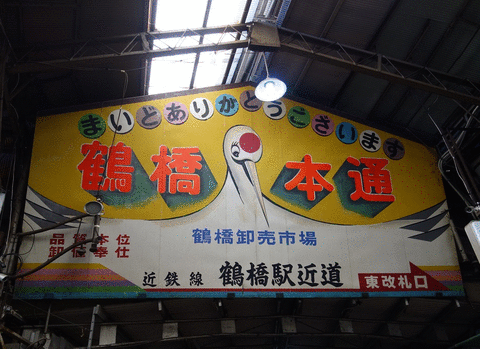 まいどありがとうございます
鶴橋 本通
鶴橋卸売市場
品質本位
卸値奉仕
近鉄線 鶴橋駅近道
東改札口